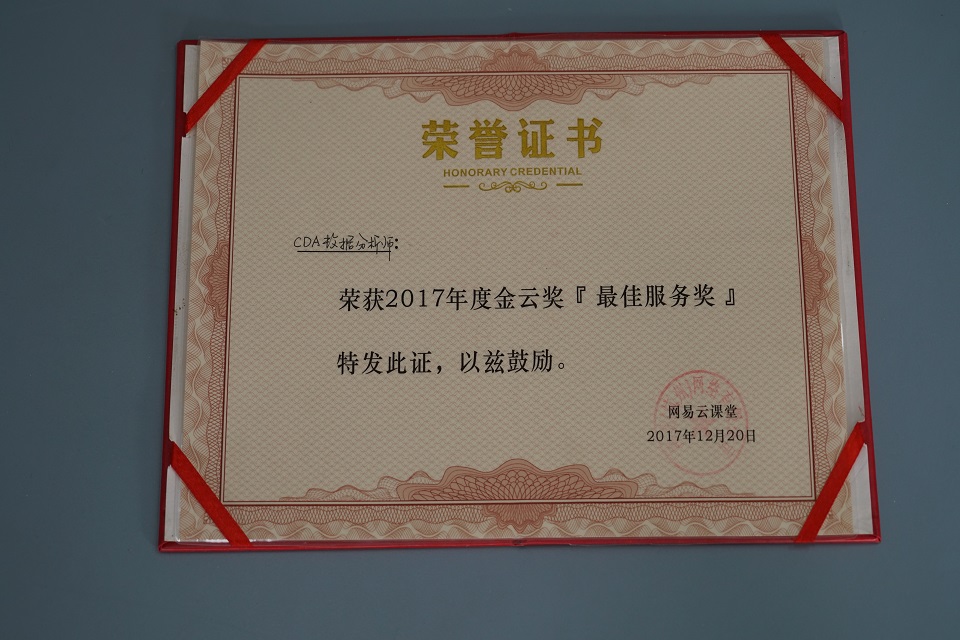 荣誉证书
HONORARY CREDENTIAL
CDA数据分析师:
荣获2017年度金云奖『最佳服务奖』
特发此证，以兹鼓励。
网易云课堂
2017年12月20日